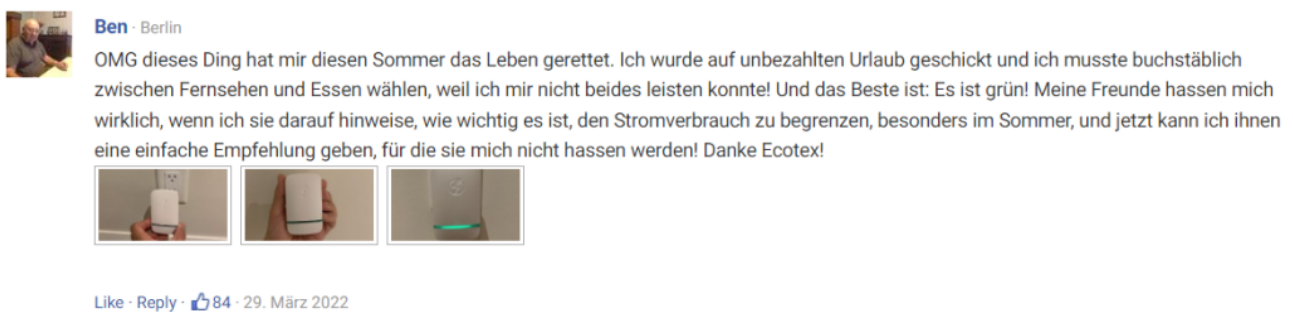 Ben · Berlin
OMG dieses Ding hat mir diesen Sommer das Leben gerettet. Ich wurde auf unbezahlten Urlaub geschickt und ich musste buchstäblich
zwischen Fernsehen und Essen wählen, weil ich mir nicht beides leisten konnte! Und das Beste ist: Es ist grün! Meine Freunde hassen mich
wirklich, wenn ich sie darauf hinweise, wie wichtig es ist, den Stromverbrauch zu begrenzen, besonders im Sommer, und jetzt kann ich ihnen
eine einfache Empfehlung geben, für die sie mich nicht hassen werden! Danke Ecotex!
Like · Reply · 84 · 29. März 2022